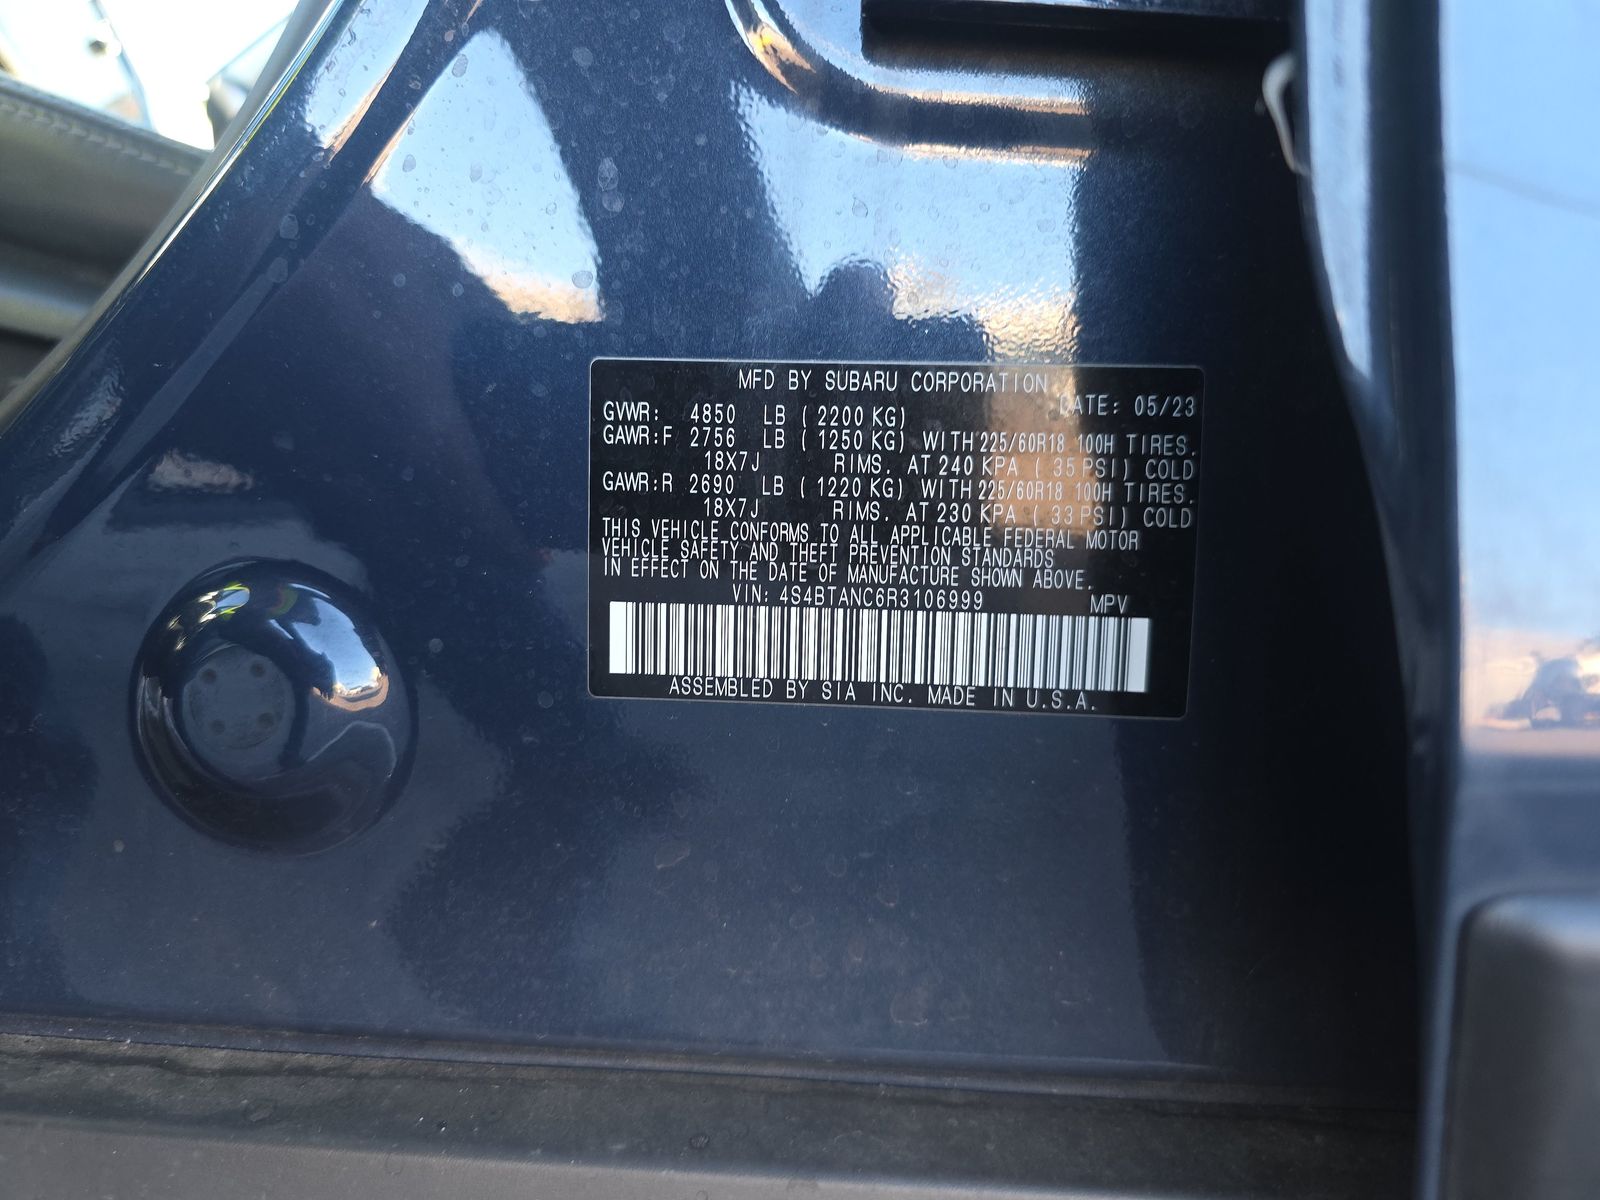 MFD BY SUBARU CORPORATION
DATE: 05/23
GVWR: 4850 LB ( 2200 KG)
GAWR:F 2756 LB ( 1250 KG) WITH 225/60R18 100H TIRES.
18X7J RIMS. AT 240 KPA ( 35 PSI) COLD
GAWR:R 2690 LB ( 1220 KG) WITH 225/60R18 100H TIRES.
18X7J RIMS. AT 230 KPA ( 33 PSI) COLD
THIS VEHICLE CONFORMS TO ALL APPLICABLE FEDERAL MOTOR
VEHICLE SAFETY AND THEFT PREVENTION STANDARDS
IN EFFECT ON THE DATE OF MANUFACTURE SHOWN ABOVE.
VIN: 4S4BTANC6R3106999 MPV
ASSEMBLED BY SIA INC. MADE IN U.S.A.